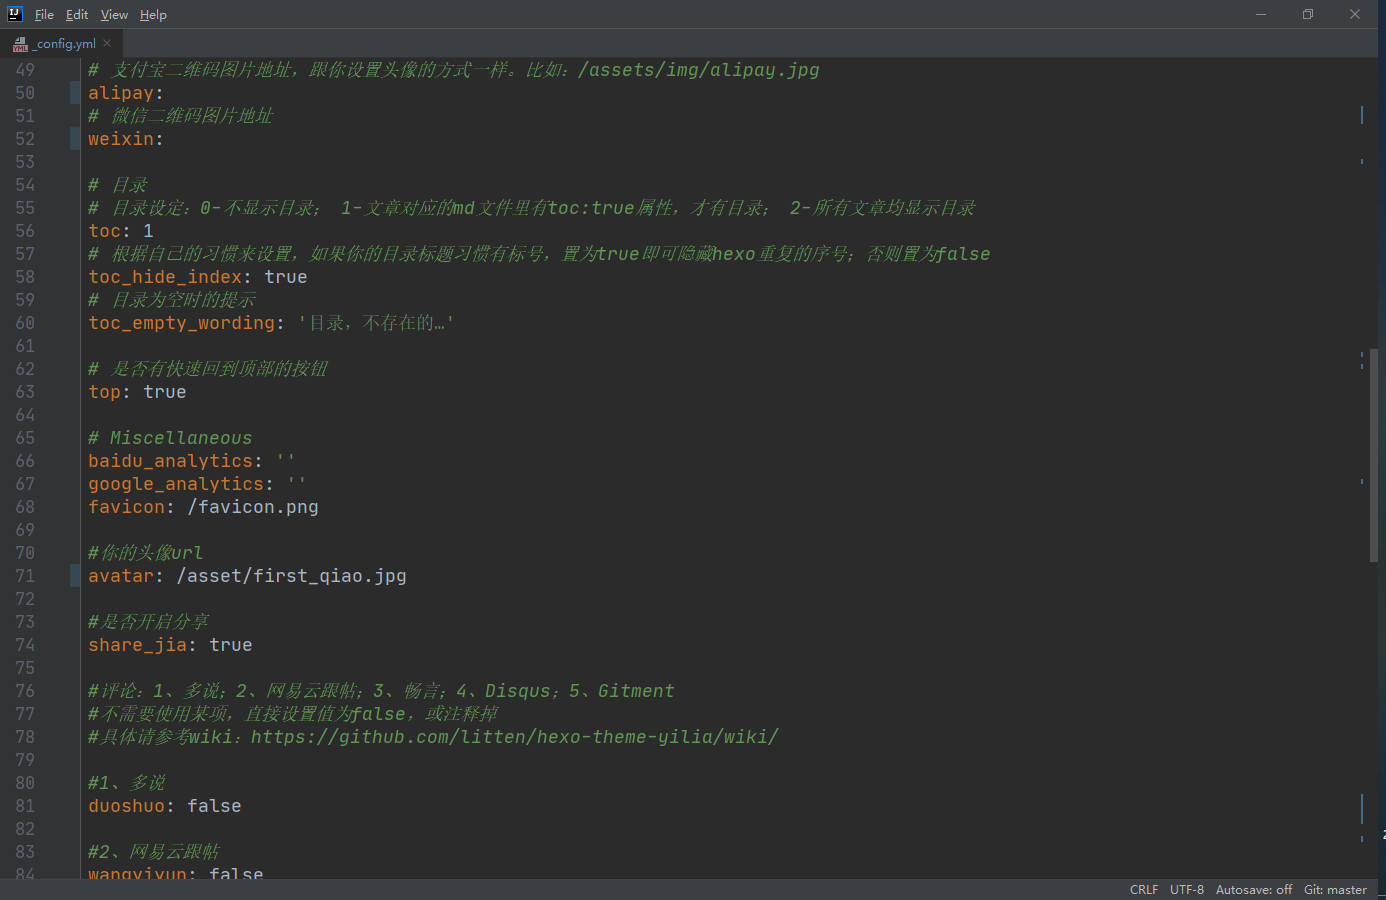 File Edit View Help
_config.yml
49 # 支付宝二维码图片地址，跟你设置头像的方式一样。比如：/assets/img/alipay.jpg
50 alipay:
51 # 微信二维码图片地址
52 weixin:
53
54 # 目录
55 # 目录设定：0-不显示目录； 1-文章对应的md文件里有toc:true属性，才有目录； 2-所有文章均显示目录
56 toc: 1
57 # 根据自己的习惯来设置，如果你的目录标题习惯有标号，置为true即可隐藏hexo重复的序号；否则置为false
58 toc_hide_index: true
59 # 目录为空时的提示
60 toc_empty_wording: '目录，不存在的…'
61
62 # 是否有快速回到顶部的按钮
63 top: true
64
65 # Miscellaneous
66 baidu_analytics: ''
67 google_analytics: ''
68 favicon: /favicon.png
69
70 #你的头像url
71 avatar: /asset/first_qiao.jpg
72
73 #是否开启分享
74 share_jia: true
75
76 #评论：1、多说；2、网易云跟帖；3、畅言；4、Disqus；5、Gitment
77 #不需要使用某项，直接设置值为false，或注释掉
78 #具体请参考wiki：https://github.com/litten/hexo-theme-yilia/wiki/
79
80 #1、多说
81 duoshuo: false
82
83 #2、网易云跟帖
84 wangyiyun: false
CRLF UTF-8 Autosave: off Git: master